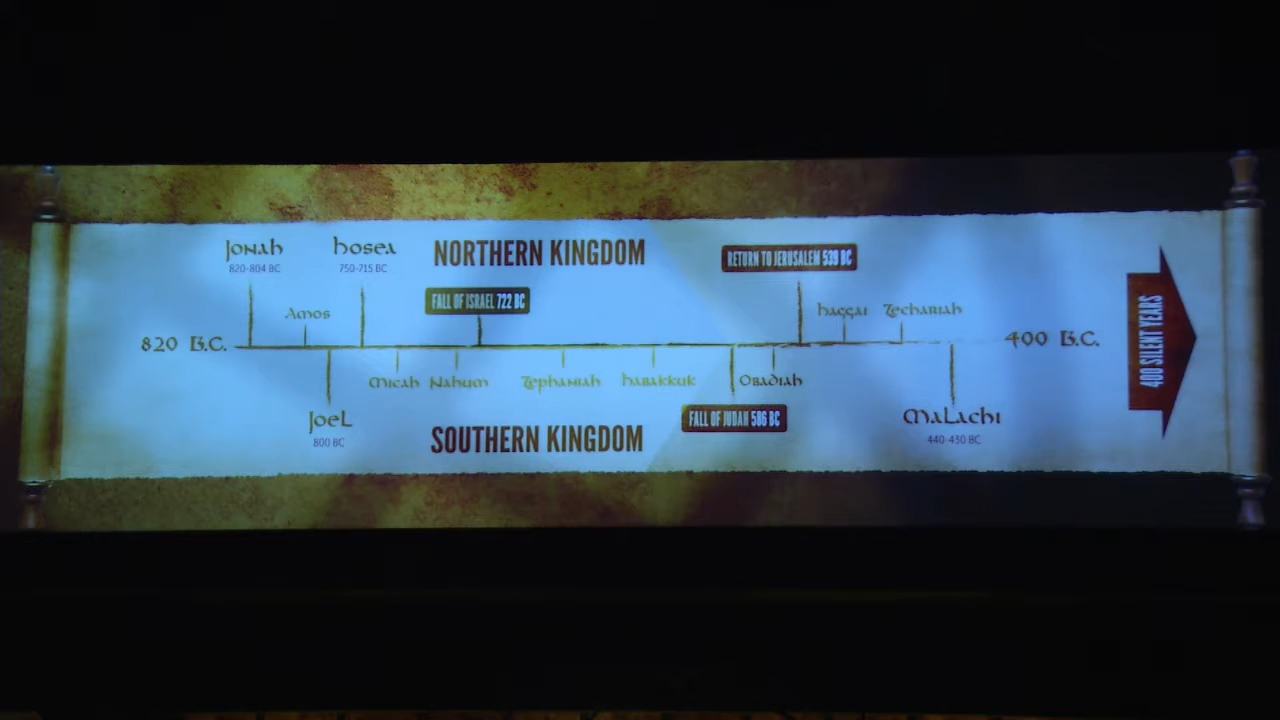 Jonah
820-804 BC
hosea
750-715 BC
NORTHERN KINGDOM
RETURN TO JERUSALEM 539 BC
FALL OF ISRAEL 722 BC
Amos
haggai
Zechariah
820 B.C.
400 B.C.
400 SILENT YEARS
Micah
Nahum
Zephaniah
habakkuk
Obadiah
Joel
800 BC
SOUTHERN KINGDOM
FALL OF JUDAH 586 BC
Malachi
440-430 BC